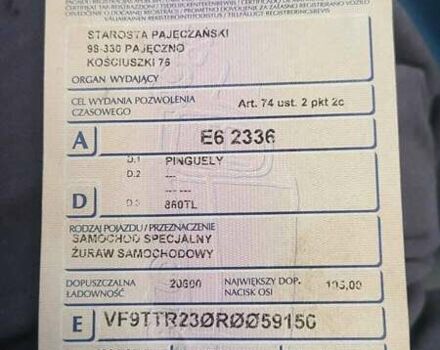 STAROSTA PAJĘCZAŃSKI
98-330 PAJĘCZNO
KOŚCIUSZKI 76
ORGAN WYDAJĄCY
CEL WYDANIA POZWOLENIA
CZASOWEGO
Art. 74 ust. 2 pkt 2c
A E6 2336
D.1 PINGUELY
D.2 ---
--- ---
D D.3 860TL
RODZAJ POJAZDU / PRZEZNACZENIE
SAMOCHÓD SPECJALNY
ŻURAW SAMOCHODOWY
DOPUSZCZALNA
ŁADOWNOŚĆ
NAJWIĘKSZY DOP.
NACISK OSI
E VF9TTR23ØRØØ59156